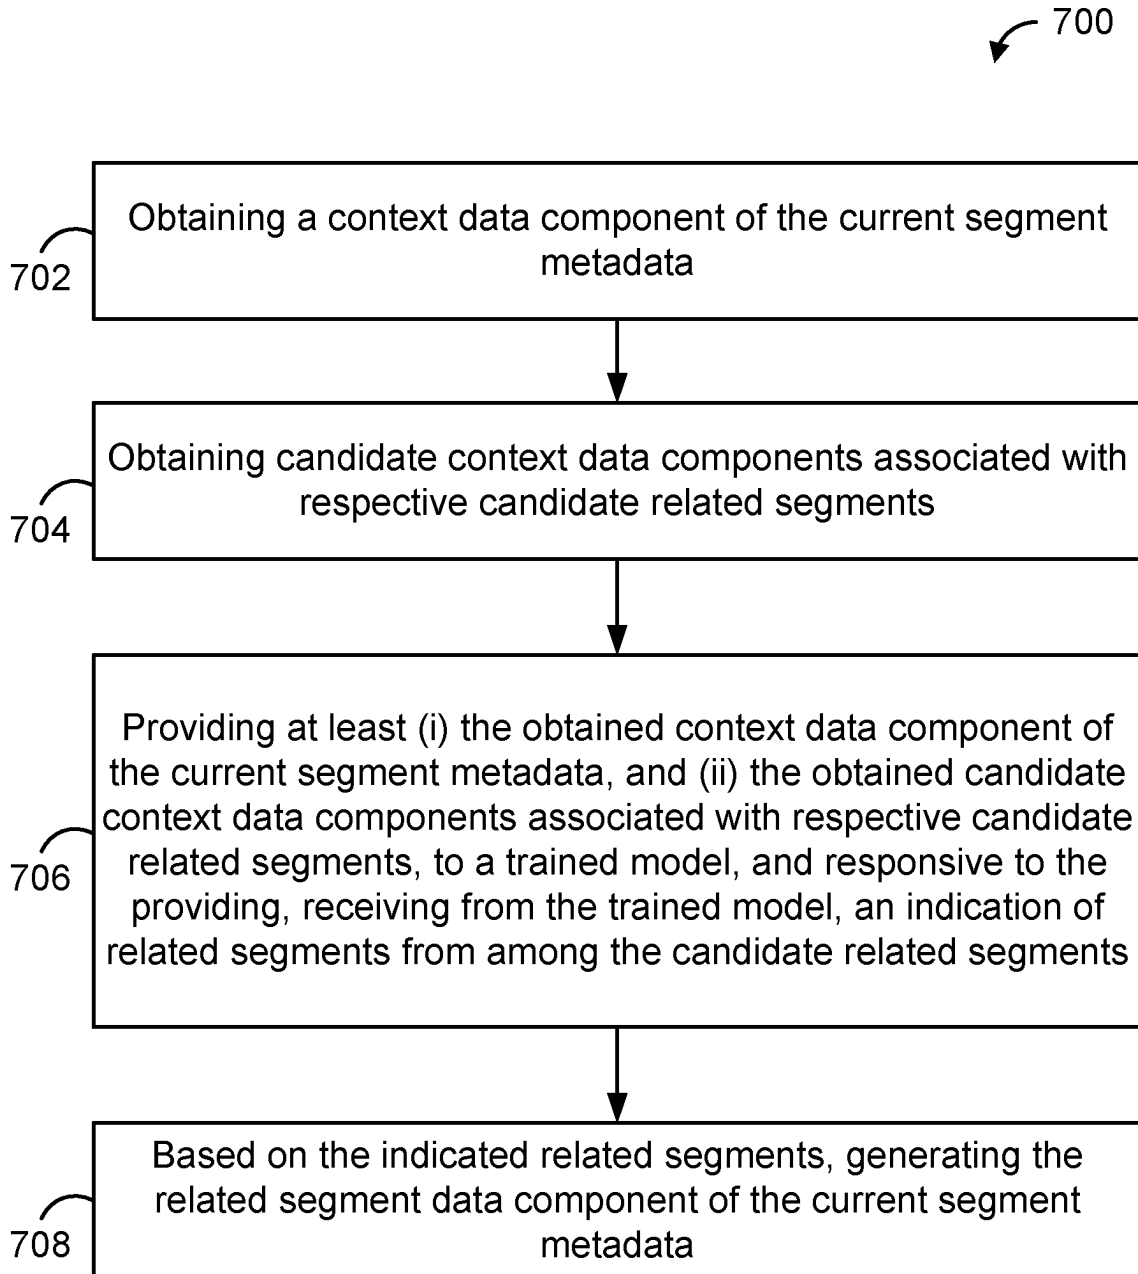 700
Obtaining a context data component of the current segment
metadata
702
Obtaining candidate context data components associated with
respective candidate related segments
704
Providing at least (i) the obtained context data component of
the current segment metadata, and (ii) the obtained candidate
context data components associated with respective candidate
related segments, to a trained model, and responsive to the
providing, receiving from the trained model, an indication of
related segments from among the candidate related segments
706
Based on the indicated related segments, generating the
related segment data component of the current segment
metadata
708